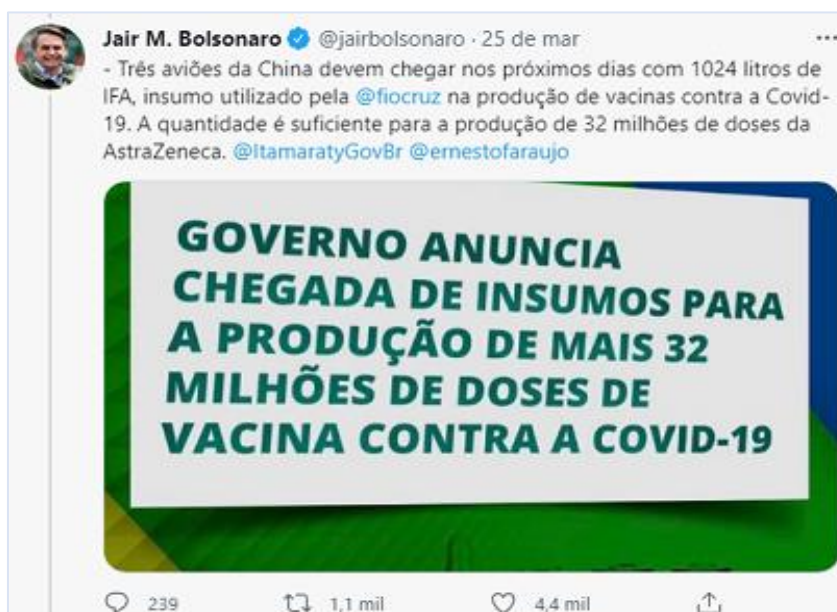 Jair M. Bolsonaro @jairbolsonaro · 25 de mar ...
- Três aviões da China devem chegar nos próximos dias com 1024 litros de
IFA, insumo utilizado pela @fiocruz na produção de vacinas contra a Covid-
19. A quantidade é suficiente para a produção de 32 milhões de doses da
AstraZeneca. @ItamaratyGovBr @ernestofaraujo
GOVERNO ANUNCIA
CHEGADA DE INSUMOS PARA
A PRODUÇÃO DE MAIS 32
MILHÕES DE DOSES DE
VACINA CONTRA A COVID-19
239 1,1 mil 4,4 mil